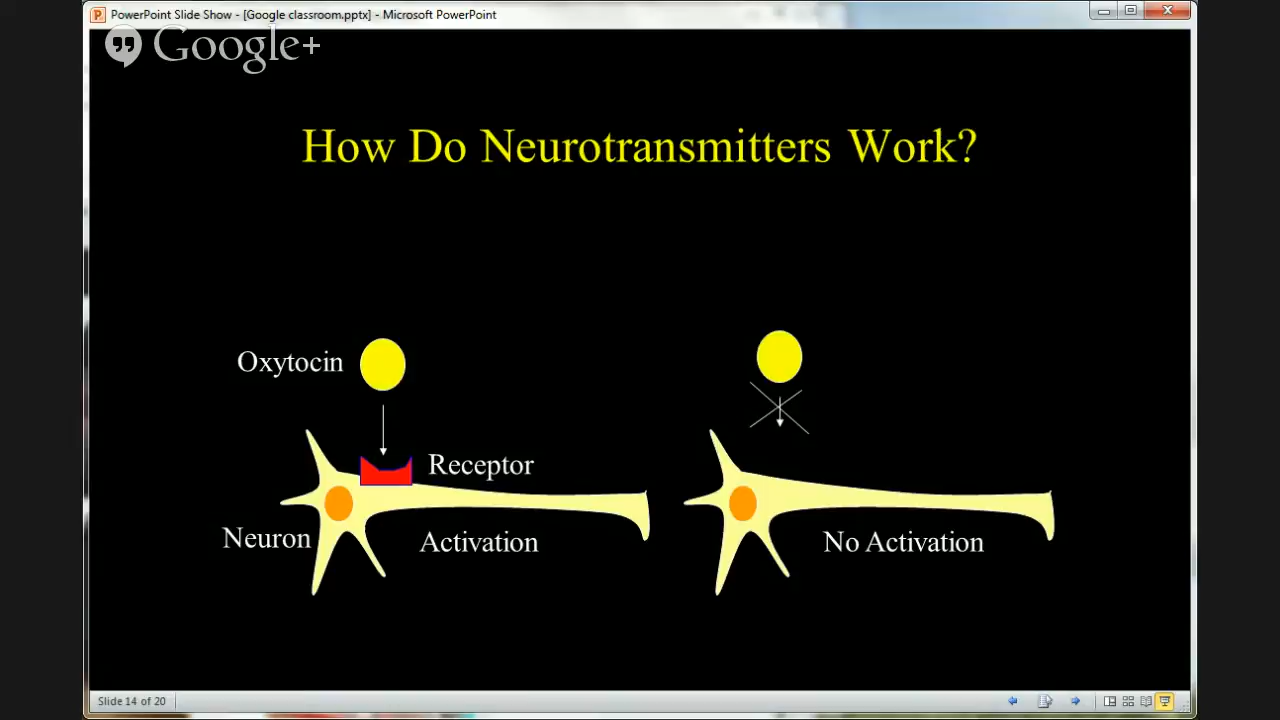 PowerPoint Slide Show - [Google classroom.pptx] - Microsoft PowerPoint
Google+
How Do Neurotransmitters Work?
Oxytocin
Receptor
Neuron
Activation
No Activation
Slide 14 of 20